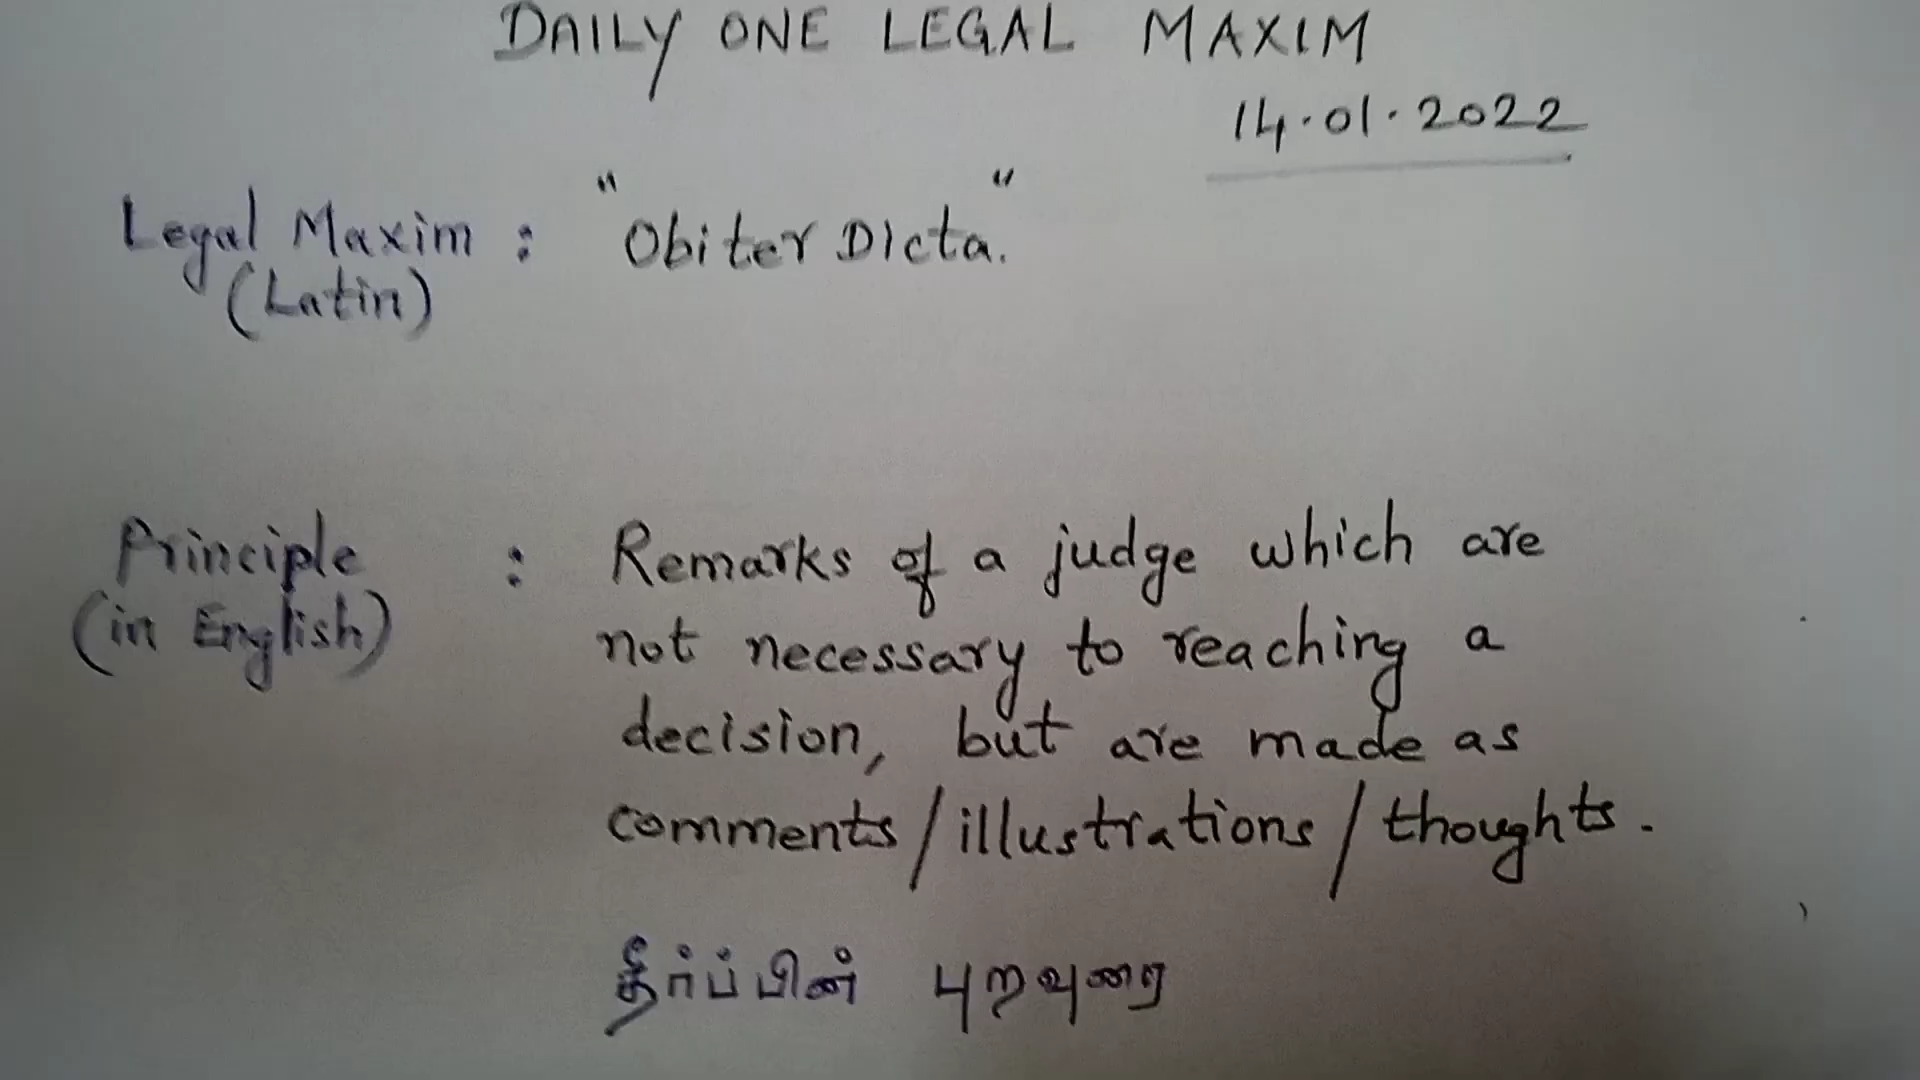 DAILY ONE LEGAL MAXIM
14.01.2022
Legal Maxim : "Obiter Dicta."
(Latin)
Principle : Remarks of a judge which are
(in English) not necessary to reaching a
decision, but are made as
comments/illustrations/thoughts.
தீர்ப்பின் புறவுரை